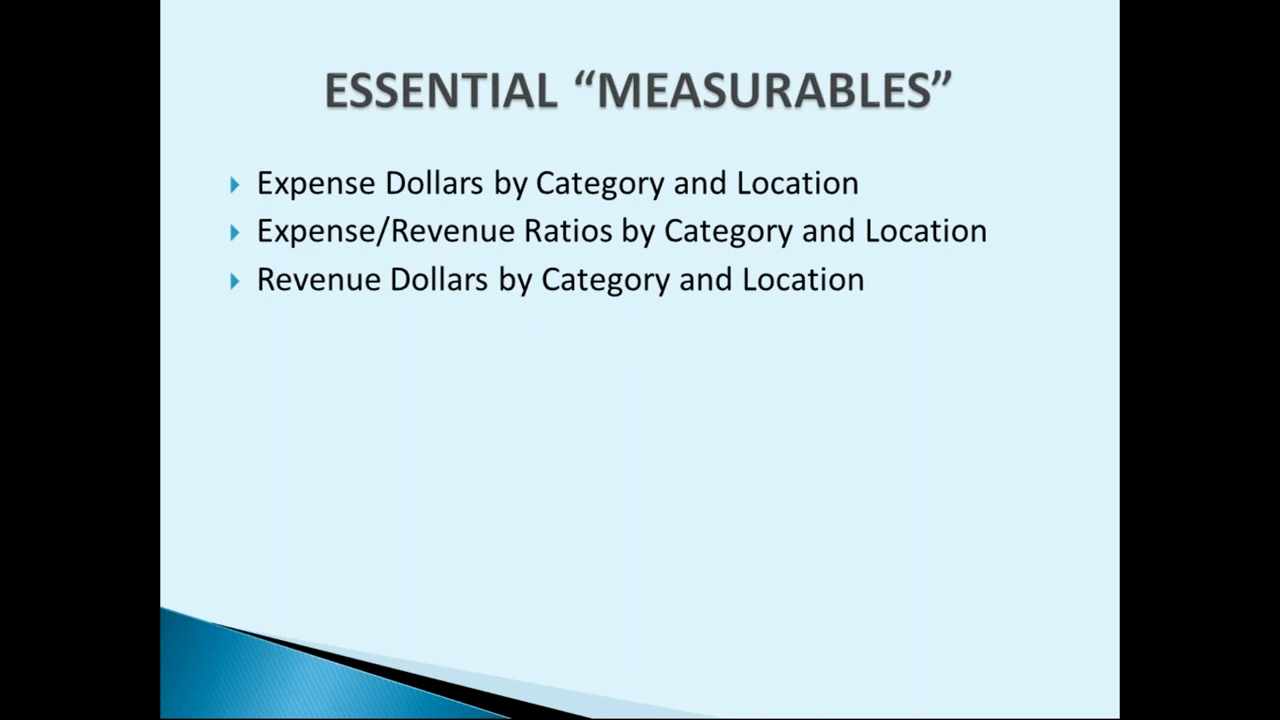 ESSENTIAL “MEASURABLES”
Expense Dollars by Category and Location
Expense/Revenue Ratios by Category and Location
Revenue Dollars by Category and Location